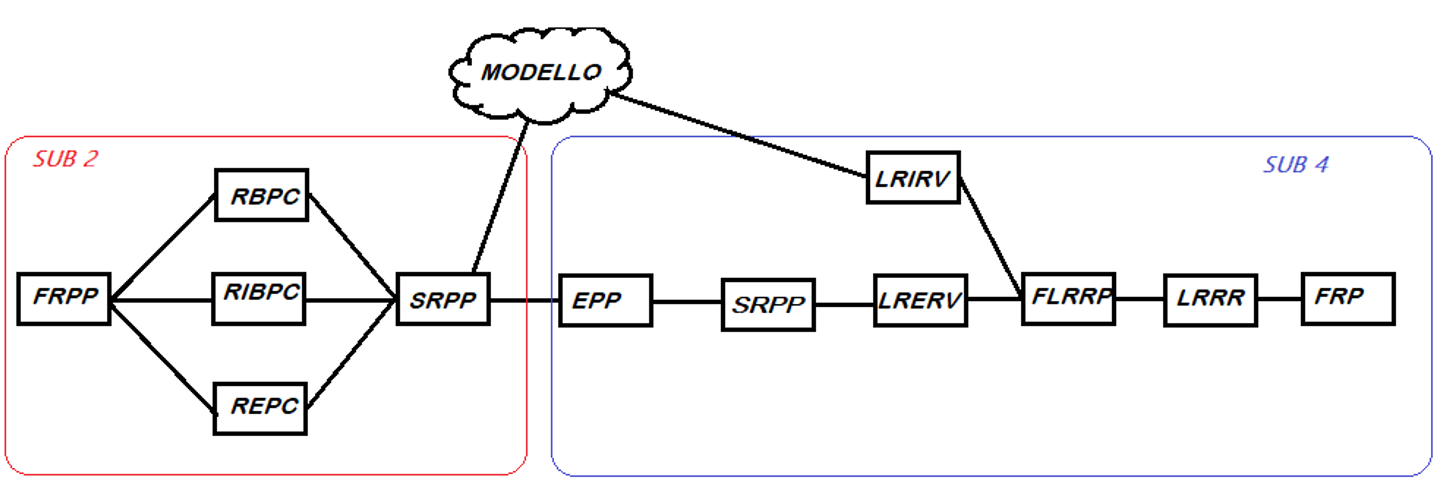 MODELLO
SUB 2
SUB 4
RBPC
LRIRV
FRPP
RIBPC
SRPP
EPP
SRPP
LRERV
FLRRP
LRRR
FRP
REPC